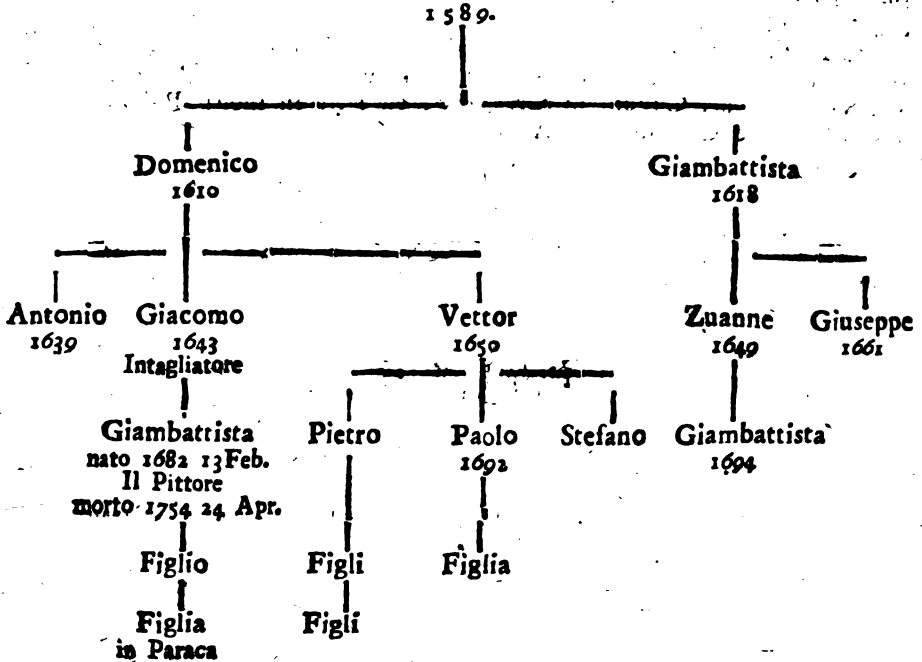 1589.
Domenico
1610
Giambattista
1618
Antonio
1639
Giacomo
1643
Intagliatore
Vettor
1650
Zuanne
1649
Giuseppe
1661
Giambattista
nato 1682 13 Feb.
Il Pittore
morto 1754 24 Apr.
Pietro
Paolo
1692
Stefano
Giambattista
1694
Figlio
Figli
Figlia
Figlia
in Paraca
Figli